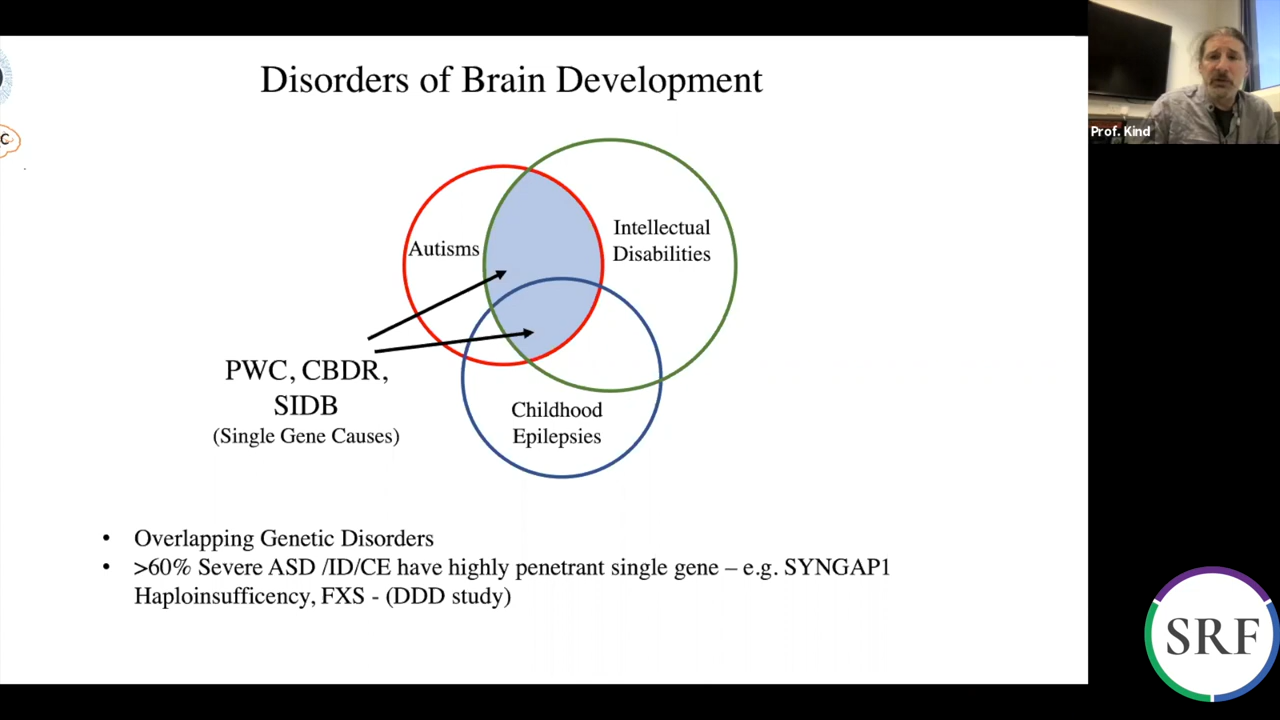 Disorders of Brain Development
C
Prof. Kind
Autisms
Intellectual
Disabilities
PWC, CBDR,
SIDB
(Single Gene Causes)
Childhood
Epilepsies
• Overlapping Genetic Disorders
• >60% Severe ASD /ID/CE have highly penetrant single gene – e.g. SYNGAP1
Haploinsufficency, FXS - (DDD study)
SRF